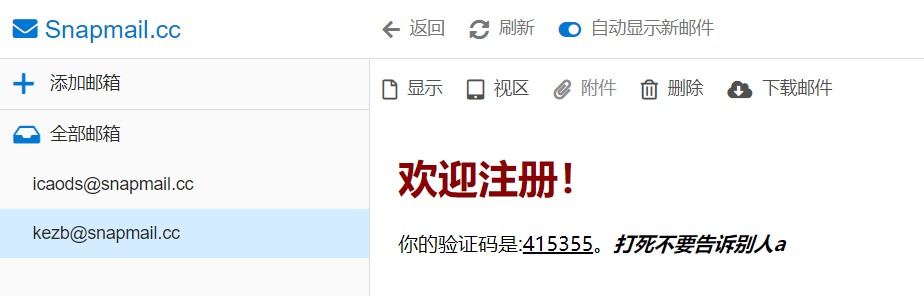 Snapmail.cc
返回 刷新 自动显示新邮件
添加邮箱
显示 视区 附件 删除 下载邮件
全部邮箱
icaods@snapmail.cc
kezb@snapmail.cc
欢迎注册!
你的验证码是:415355。打死不要告诉别人a